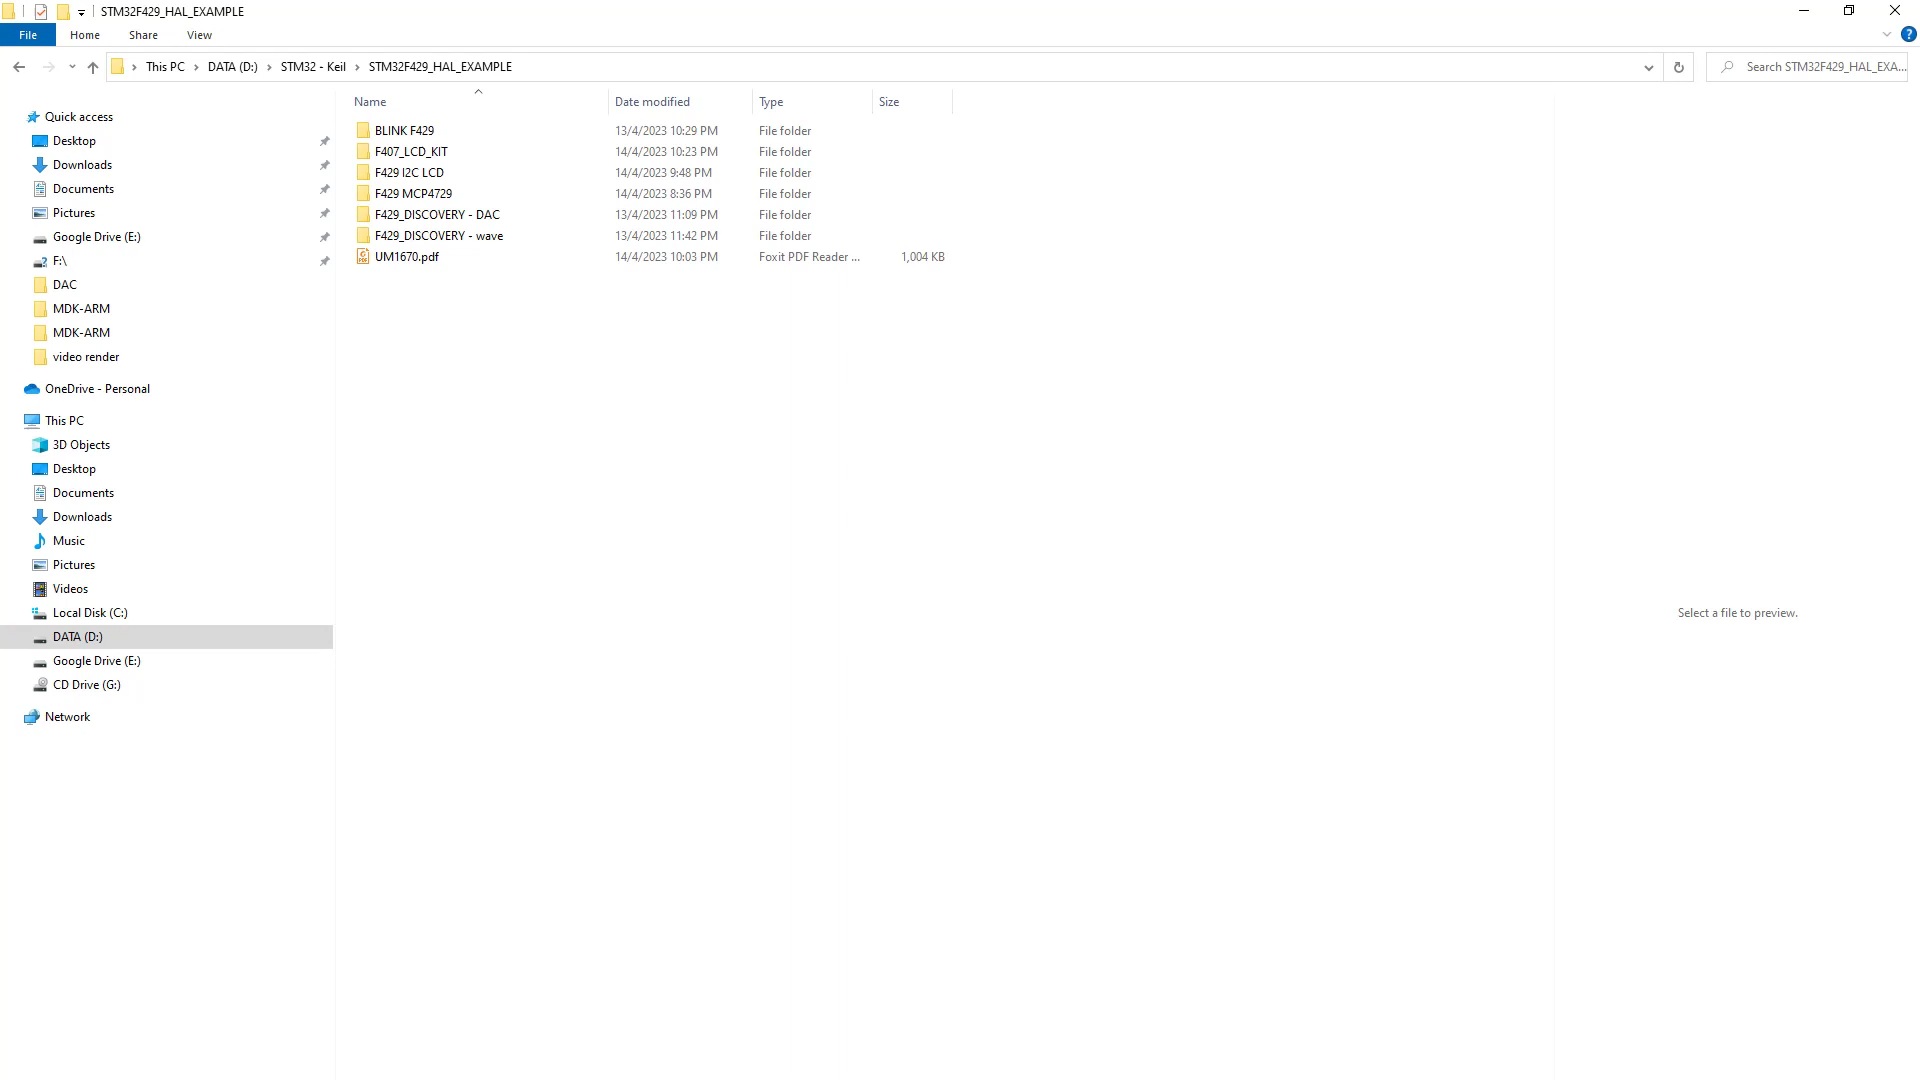 STM32F429_HAL_EXAMPLE
File Home Share View
This PC DATA (D:) STM32 - Keil STM32F429_HAL_EXAMPLE
Search STM32F429_HAL_EXA...
Name Date modified Type Size
BLINK F429 13/4/2023 10:29 PM File folder
F407_LCD_KIT 14/4/2023 10:23 PM File folder
F429 I2C LCD 14/4/2023 9:48 PM File folder
F429 MCP4729 14/4/2023 8:36 PM File folder
F429_DISCOVERY - DAC 13/4/2023 11:09 PM File folder
F429_DISCOVERY - wave 13/4/2023 11:42 PM File folder
UM1670.pdf 14/4/2023 10:03 PM Foxit PDF Reader ... 1,004 KB
Quick access
Desktop
Downloads
Documents
Pictures
Google Drive (E:)
F:\
DAC
MDK-ARM
MDK-ARM
video render
OneDrive - Personal
This PC
3D Objects
Desktop
Documents
Downloads
Music
Pictures
Videos
Local Disk (C:)
DATA (D:)
Google Drive (E:)
CD Drive (G:)
Network
Select a file to preview.